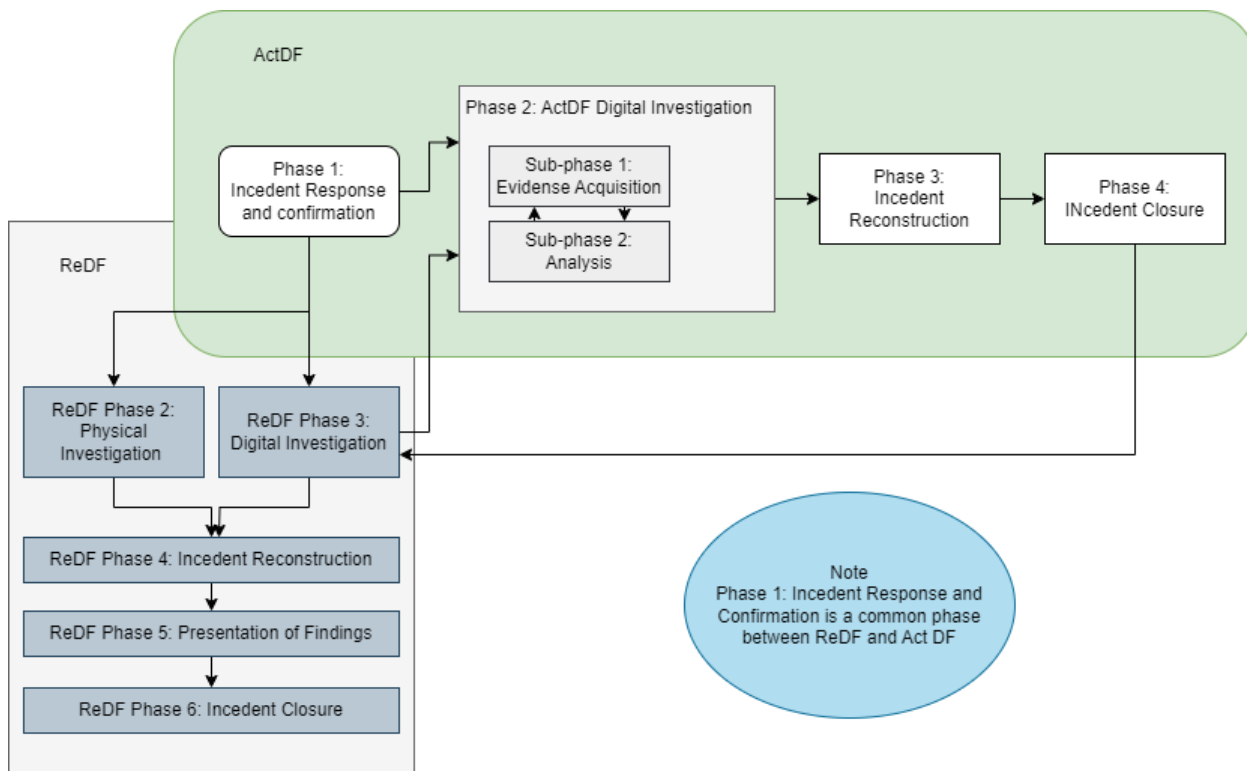 ActDF
Phase 2: ActDF Digital Investigation
Phase 1:
Incedent Response
and confirmation
Sub-phase 1:
Evidense Acquisition
Sub-phase 2:
Analysis
Phase 3:
Incedent
Reconstruction
Phase 4:
INcedent Closure
ReDF
ReDF Phase 2:
Physical
Investigation
ReDF Phase 3:
Digital Investigation
ReDF Phase 4: Incedent Reconstruction
ReDF Phase 5: Presentation of Findings
ReDF Phase 6: Incedent Closure
Note
Phase 1: Incedent Response and
Confirmation is a common phase
between ReDF and Act DF